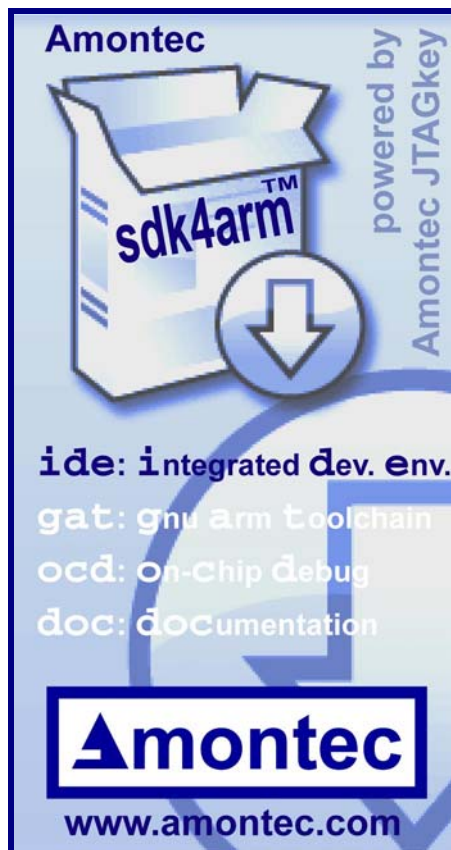 Amontec
powered by
Amontec JTAGkey
sdk4arm™
ide: integrated dev. env.
gat: gnu arm toolchain
ocd: on-chip debug
doc: documentation
Amontec
www.amontec.com